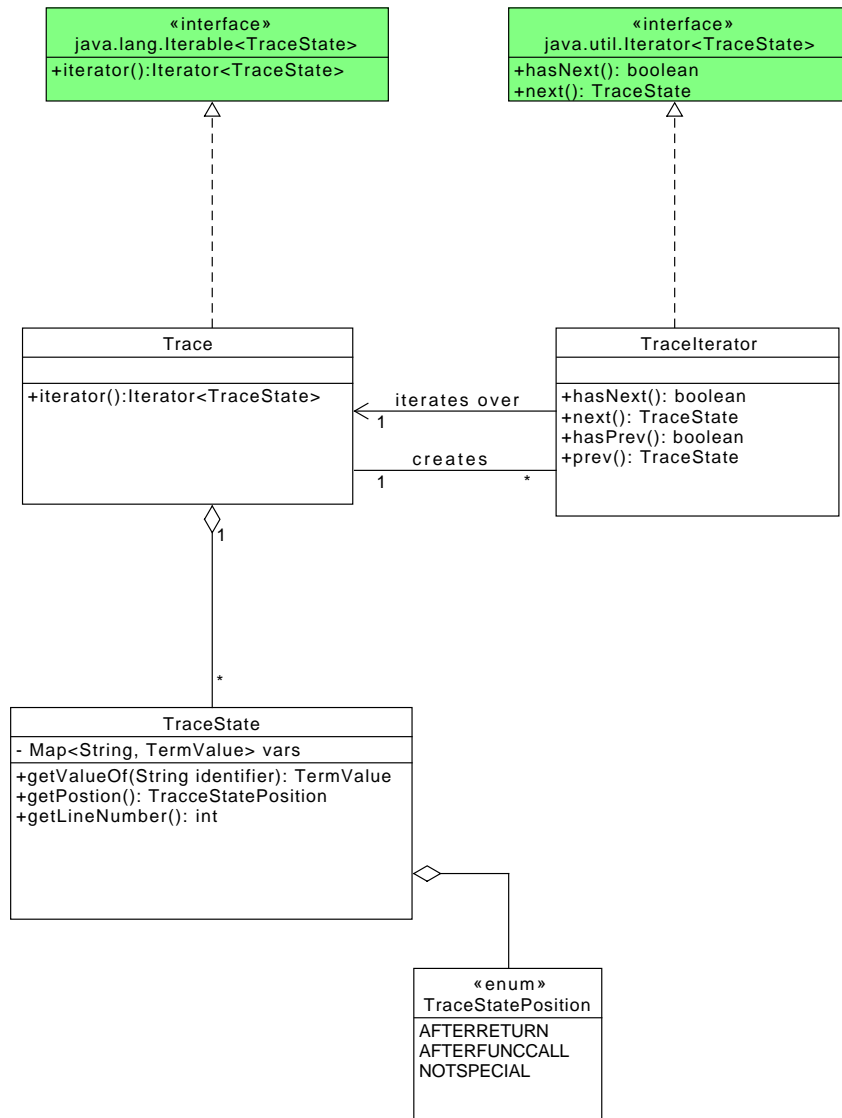 «interface»
java.lang.Iterable<TraceState>
+iterator():Iterator<TraceState>
«interface»
java.util.Iterator<TraceState>
+hasNext(): boolean
+next(): TraceState
Trace
+iterator():Iterator<TraceState>
TraceIterator
+hasNext(): boolean
+next(): TraceState
+hasPrev(): boolean
+prev(): TraceState
iterates over
1
creates
1
*
1
*
TraceState
- Map<String, TermValue> vars
+getValueOf(String identifier): TermValue
+getPostion(): TracceStatePosition
+getLineNumber(): int
«enum»
TraceStatePosition
AFTERRETURN
AFTERFUNCCALL
NOTSPECIAL